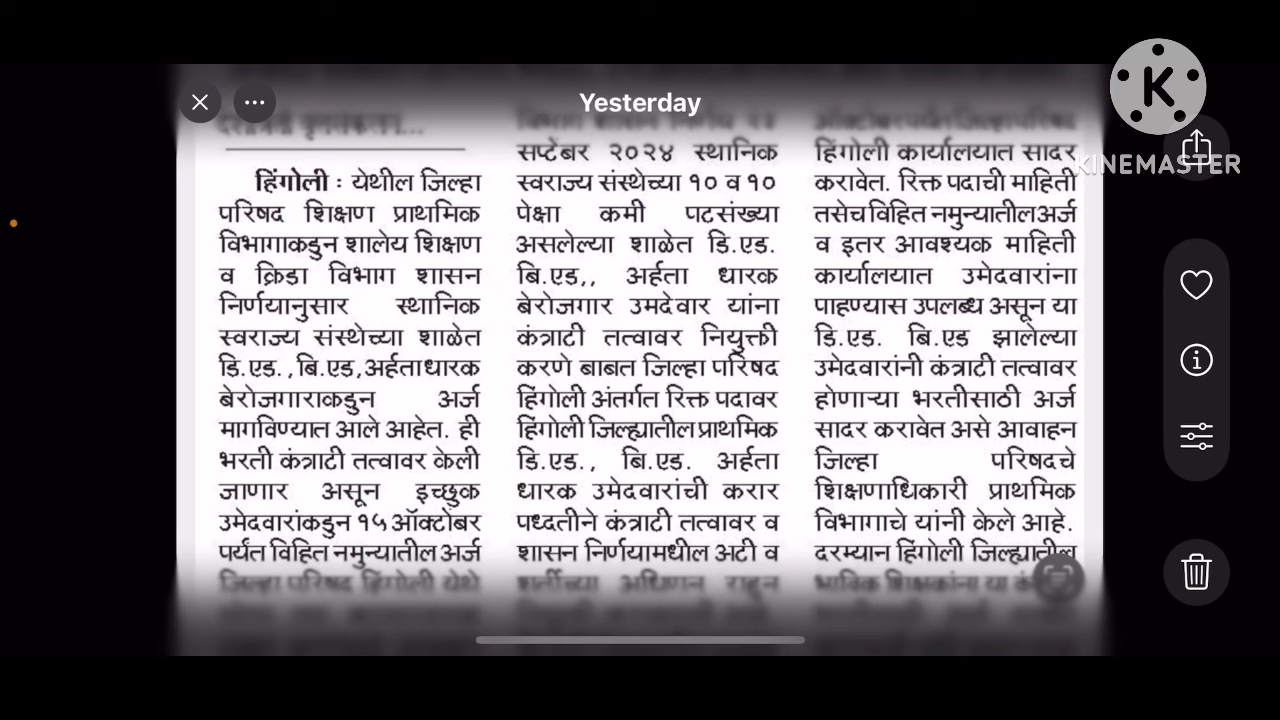 Yesterday
KINEMASTER
हिंगोली : येथील जिल्हा
परिषद शिक्षण प्राथमिक
विभागाकडुन शालेय शिक्षण
व क्रिडा विभाग शासन
निर्णयानुसार स्थानिक
स्वराज्य संस्थेच्या शाळेत
डि.एड. ,बि.एड,अर्हताधारक
बेरोजगाराकडुन अर्ज
मागविण्यात आले आहेत. ही
भरती कंत्राटी तत्वावर केली
जाणार असून इच्छुक
उमेदवारांकडुन १५ ऑक्टोबर
पर्यंत विहित नमुन्यातील अर्ज
जिल्हा परिषद हिंगोली येथे
सप्टेंबर २०२४ स्थानिक
स्वराज्य संस्थेच्या १० व १०
पेक्षा कमी पटसंख्या
असलेल्या शाळेत डि.एड.
बि.एड,, अर्हता धारक
बेरोजगार उमदेवार यांना
कंत्राटी तत्वावर नियुक्ती
करणे बाबत जिल्हा परिषद
हिंगोली अंतर्गत रिक्त पदावर
हिंगोली जिल्ह्यातील प्राथमिक
डि.एड., बि.एड. अर्हता
धारक उमेदवारांची करार
पध्दतीने कंत्राटी तत्वावर व
शासन निर्णयामधील अटी व
हिंगोली कार्यालयात सादर
करावेत. रिक्त पदाची माहिती
तसेच विहित नमुन्यातील अर्ज
व इतर आवश्यक माहिती
कार्यालयात उमेदवारांना
पाहण्यास उपलब्ध असून या
डि.एड. बि.एड झालेल्या
उमेदवारांनी कंत्राटी तत्वावर
होणाऱ्या भरतीसाठी अर्ज
सादर करावेत असे आवाहन
जिल्हा परिषदचे
शिक्षणाधिकारी प्राथमिक
विभागाचे यांनी केले आहे.
दरम्यान हिंगोली जिल्ह्यातील